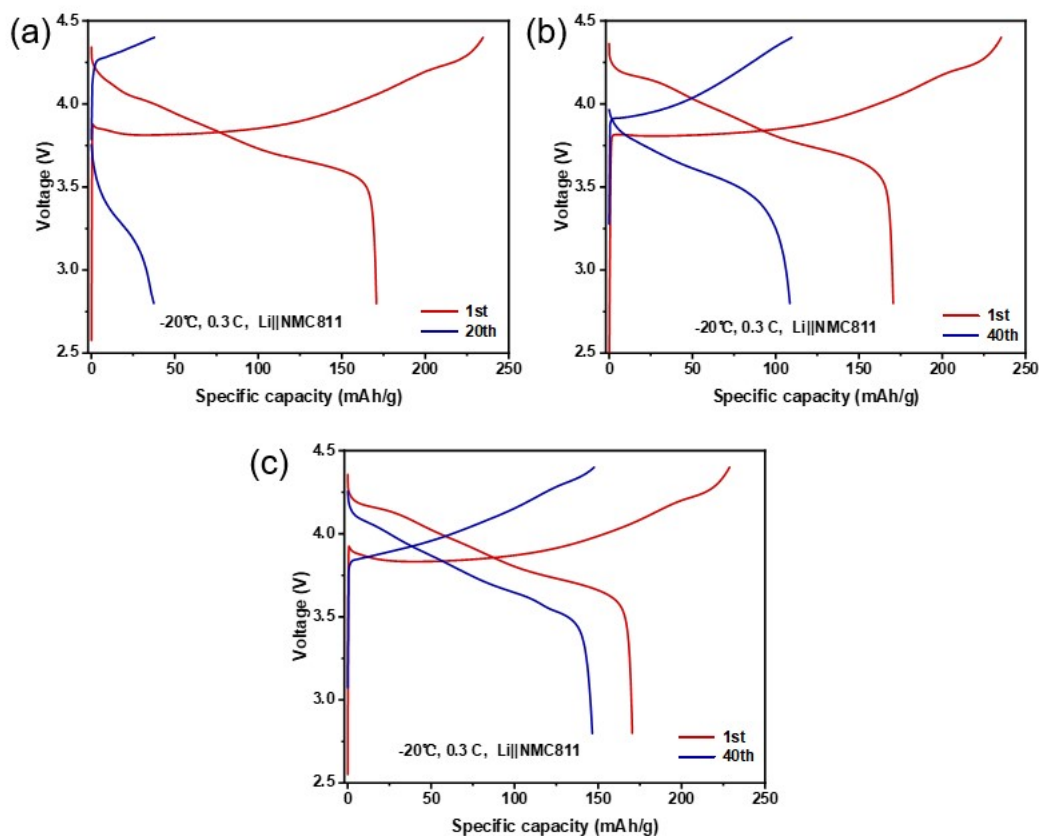 (a)
4.5
4.0
3.5
3.0
2.5
Voltage (V)
-20℃, 0.3 C, Li||NMC811
1st
20th
0 50 100 150 200 250
Specific capacity (mAh/g)
(b)
4.5
4.0
3.5
3.0
2.5
Voltage (V)
-20℃, 0.3 C, Li||NMC811
1st
40th
0 50 100 150 200 250
Specific capacity (mAh/g)
(c)
4.5
4.0
3.5
3.0
2.5
Voltage (V)
-20℃, 0.3 C, Li||NMC811
1st
40th
0 50 100 150 200 250
Specific capacity (mAh/g)